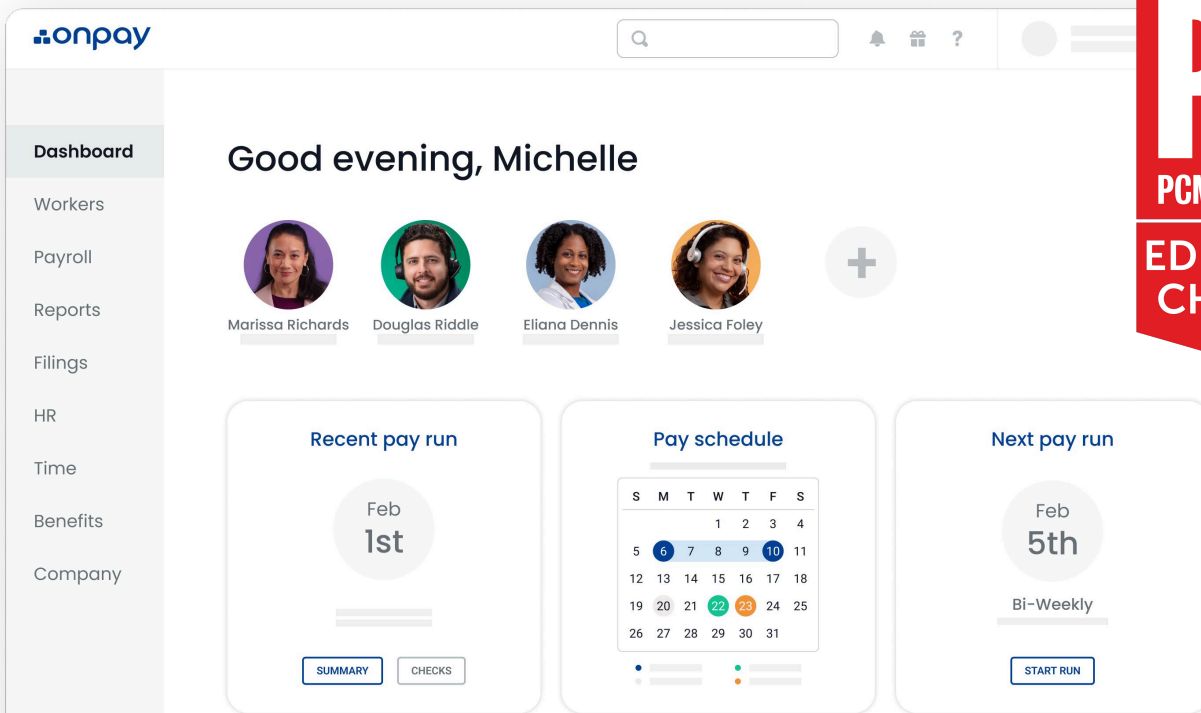 onpay
?
Dashboard
Workers
Payroll
Reports
Filings
HR
Time
Benefits
Company
Good evening, Michelle
Marissa Richards
Douglas Riddle
Eliana Dennis
Jessica Foley
Recent pay run
Feb
1st
SUMMARY
CHECKS
Pay schedule
S M T W T F S
1 2 3 4
5 6 7 8 9 10 11
12 13 14 15 16 17 18
19 20 21 22 23 24 25
26 27 28 29 30 31
Next pay run
Feb
5th
Bi-Weekly
START RUN